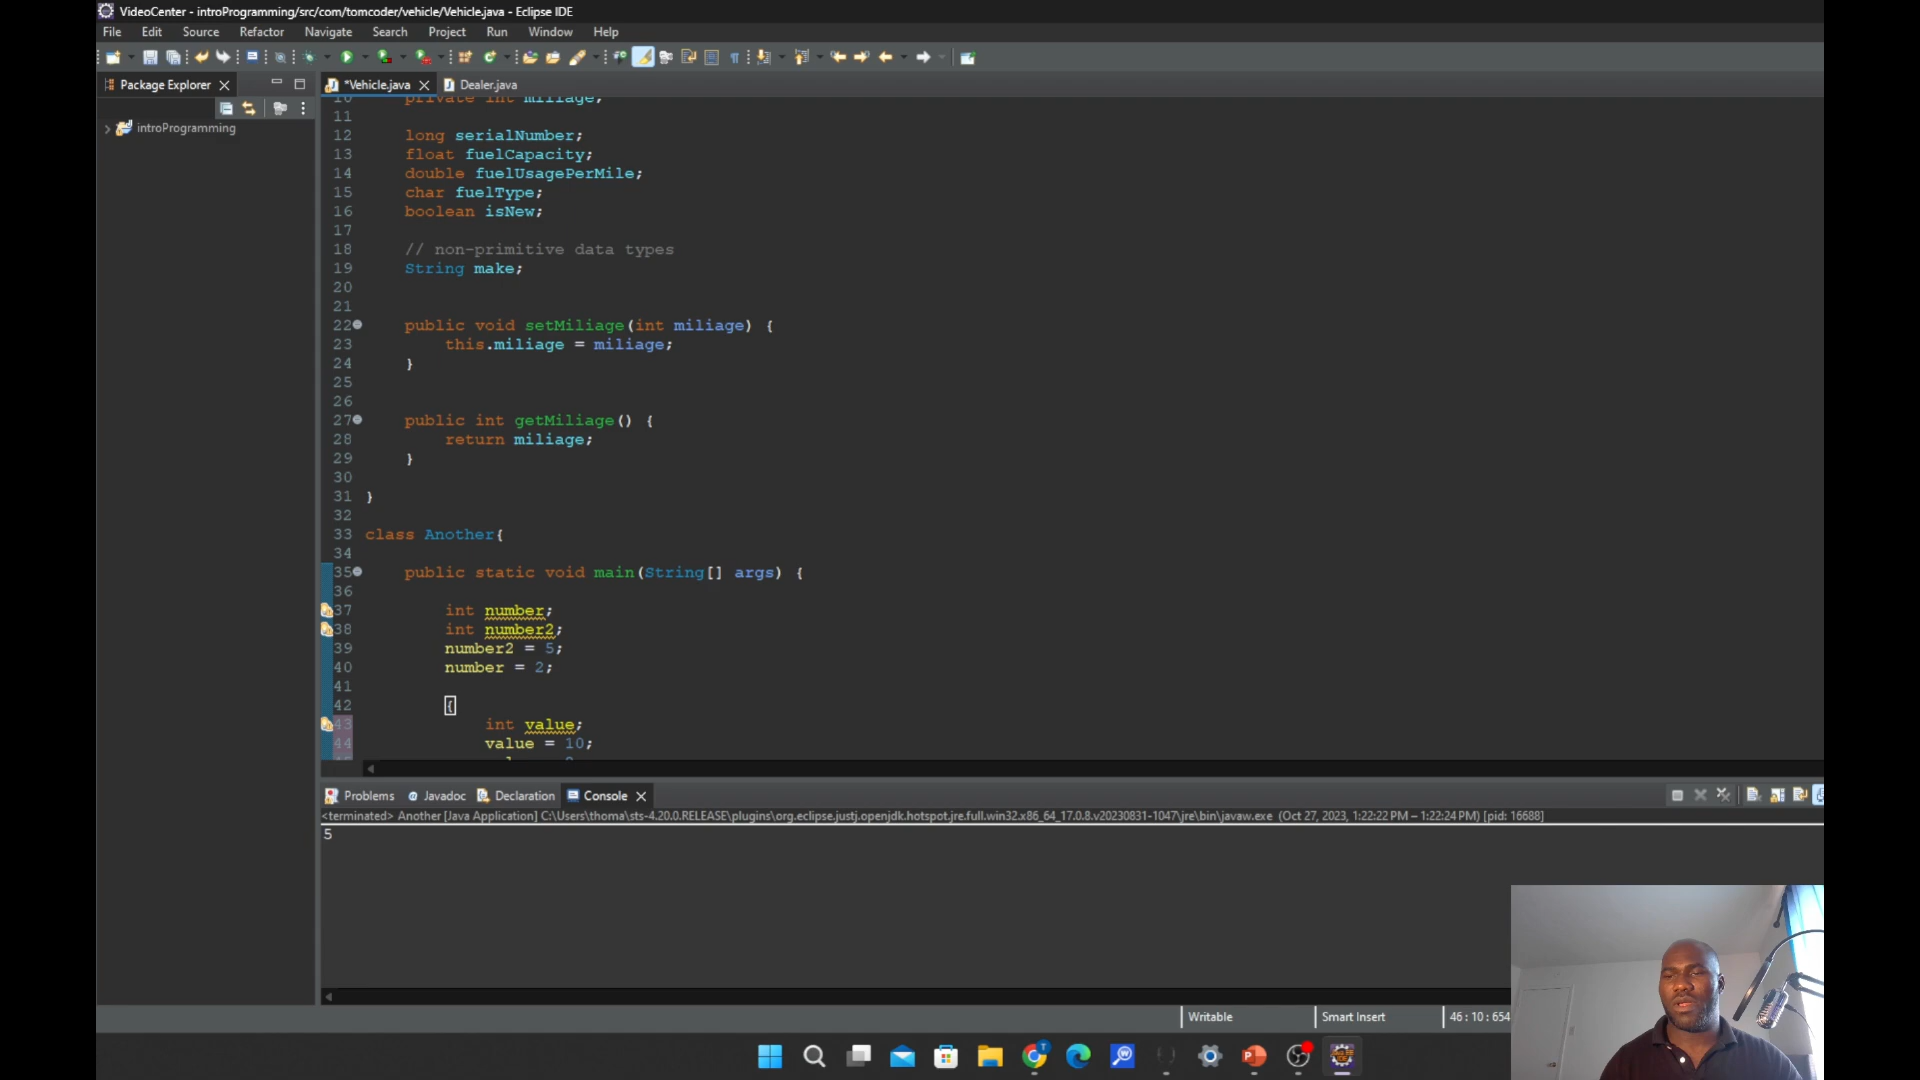 VideoCenter - introProgramming/src/com/tomcoder/vehicle/Vehicle.java - Eclipse IDE
File Edit Source Refactor Navigate Search Project Run Window Help
Package Explorer
*Vehicle.java Dealer.java
introProgramming
10 private int miliage;
11
12 long serialNumber;
13 float fuelCapacity;
14 double fuelUsagePerMile;
15 char fuelType;
16 boolean isNew;
17
18 // non-primitive data types
19 String make;
20
21
22 public void setMiliage(int miliage) {
23 this.miliage = miliage;
24 }
25
26
27 public int getMiliage() {
28 return miliage;
29 }
30
31 }
32
33 class Another{
34
35 public static void main(String[] args) {
36
37 int number;
38 int number2;
39 number2 = 5;
40 number = 2;
41
42 {
43 int value;
44 value = 10;
Problems Javadoc Declaration Console
<terminated> Another [Java Application] C:\Users\thoma\sts-4.20.0.RELEASE\plugins\org.eclipse.justj.openjdk.hotspot.jre.full.win32.x86_64_17.0.8.v20230831-1047\jre\bin\javaw.exe (Oct 27, 2023, 1:22:22 PM – 1:22:24 PM) [pid: 16688]
5
Writable Smart Insert 46 : 10 : 654